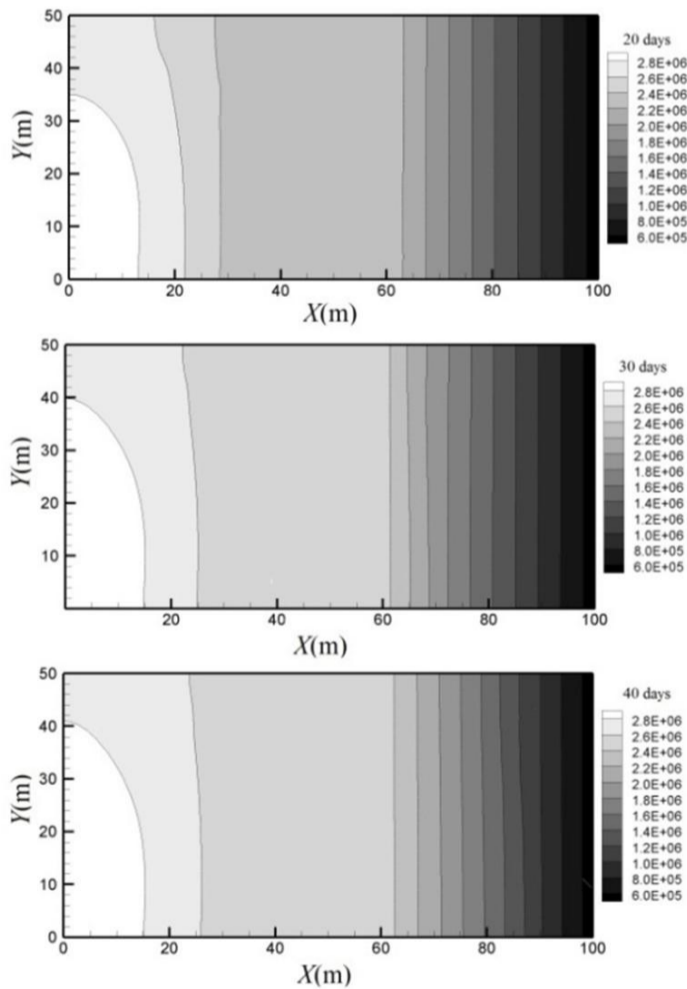 50
40
30
20
10
0
Y(m)
0 20 40 60 80 100
X(m)
20 days
2.8E+06
2.6E+06
2.4E+06
2.2E+06
2.0E+06
1.8E+06
1.6E+06
1.4E+06
1.2E+06
1.0E+06
8.0E+05
6.0E+05
50
40
30
20
10
Y(m)
20 40 60 80 100
X(m)
30 days
2.8E+06
2.6E+06
2.4E+06
2.2E+06
2.0E+06
1.8E+06
1.6E+06
1.4E+06
1.2E+06
1.0E+06
8.0E+05
6.0E+05
50
40
30
20
10
0
Y(m)
0 20 40 60 80 100
X(m)
40 days
2.8E+06
2.6E+06
2.4E+06
2.2E+06
2.0E+06
1.8E+06
1.6E+06
1.4E+06
1.2E+06
1.0E+06
8.0E+05
6.0E+05